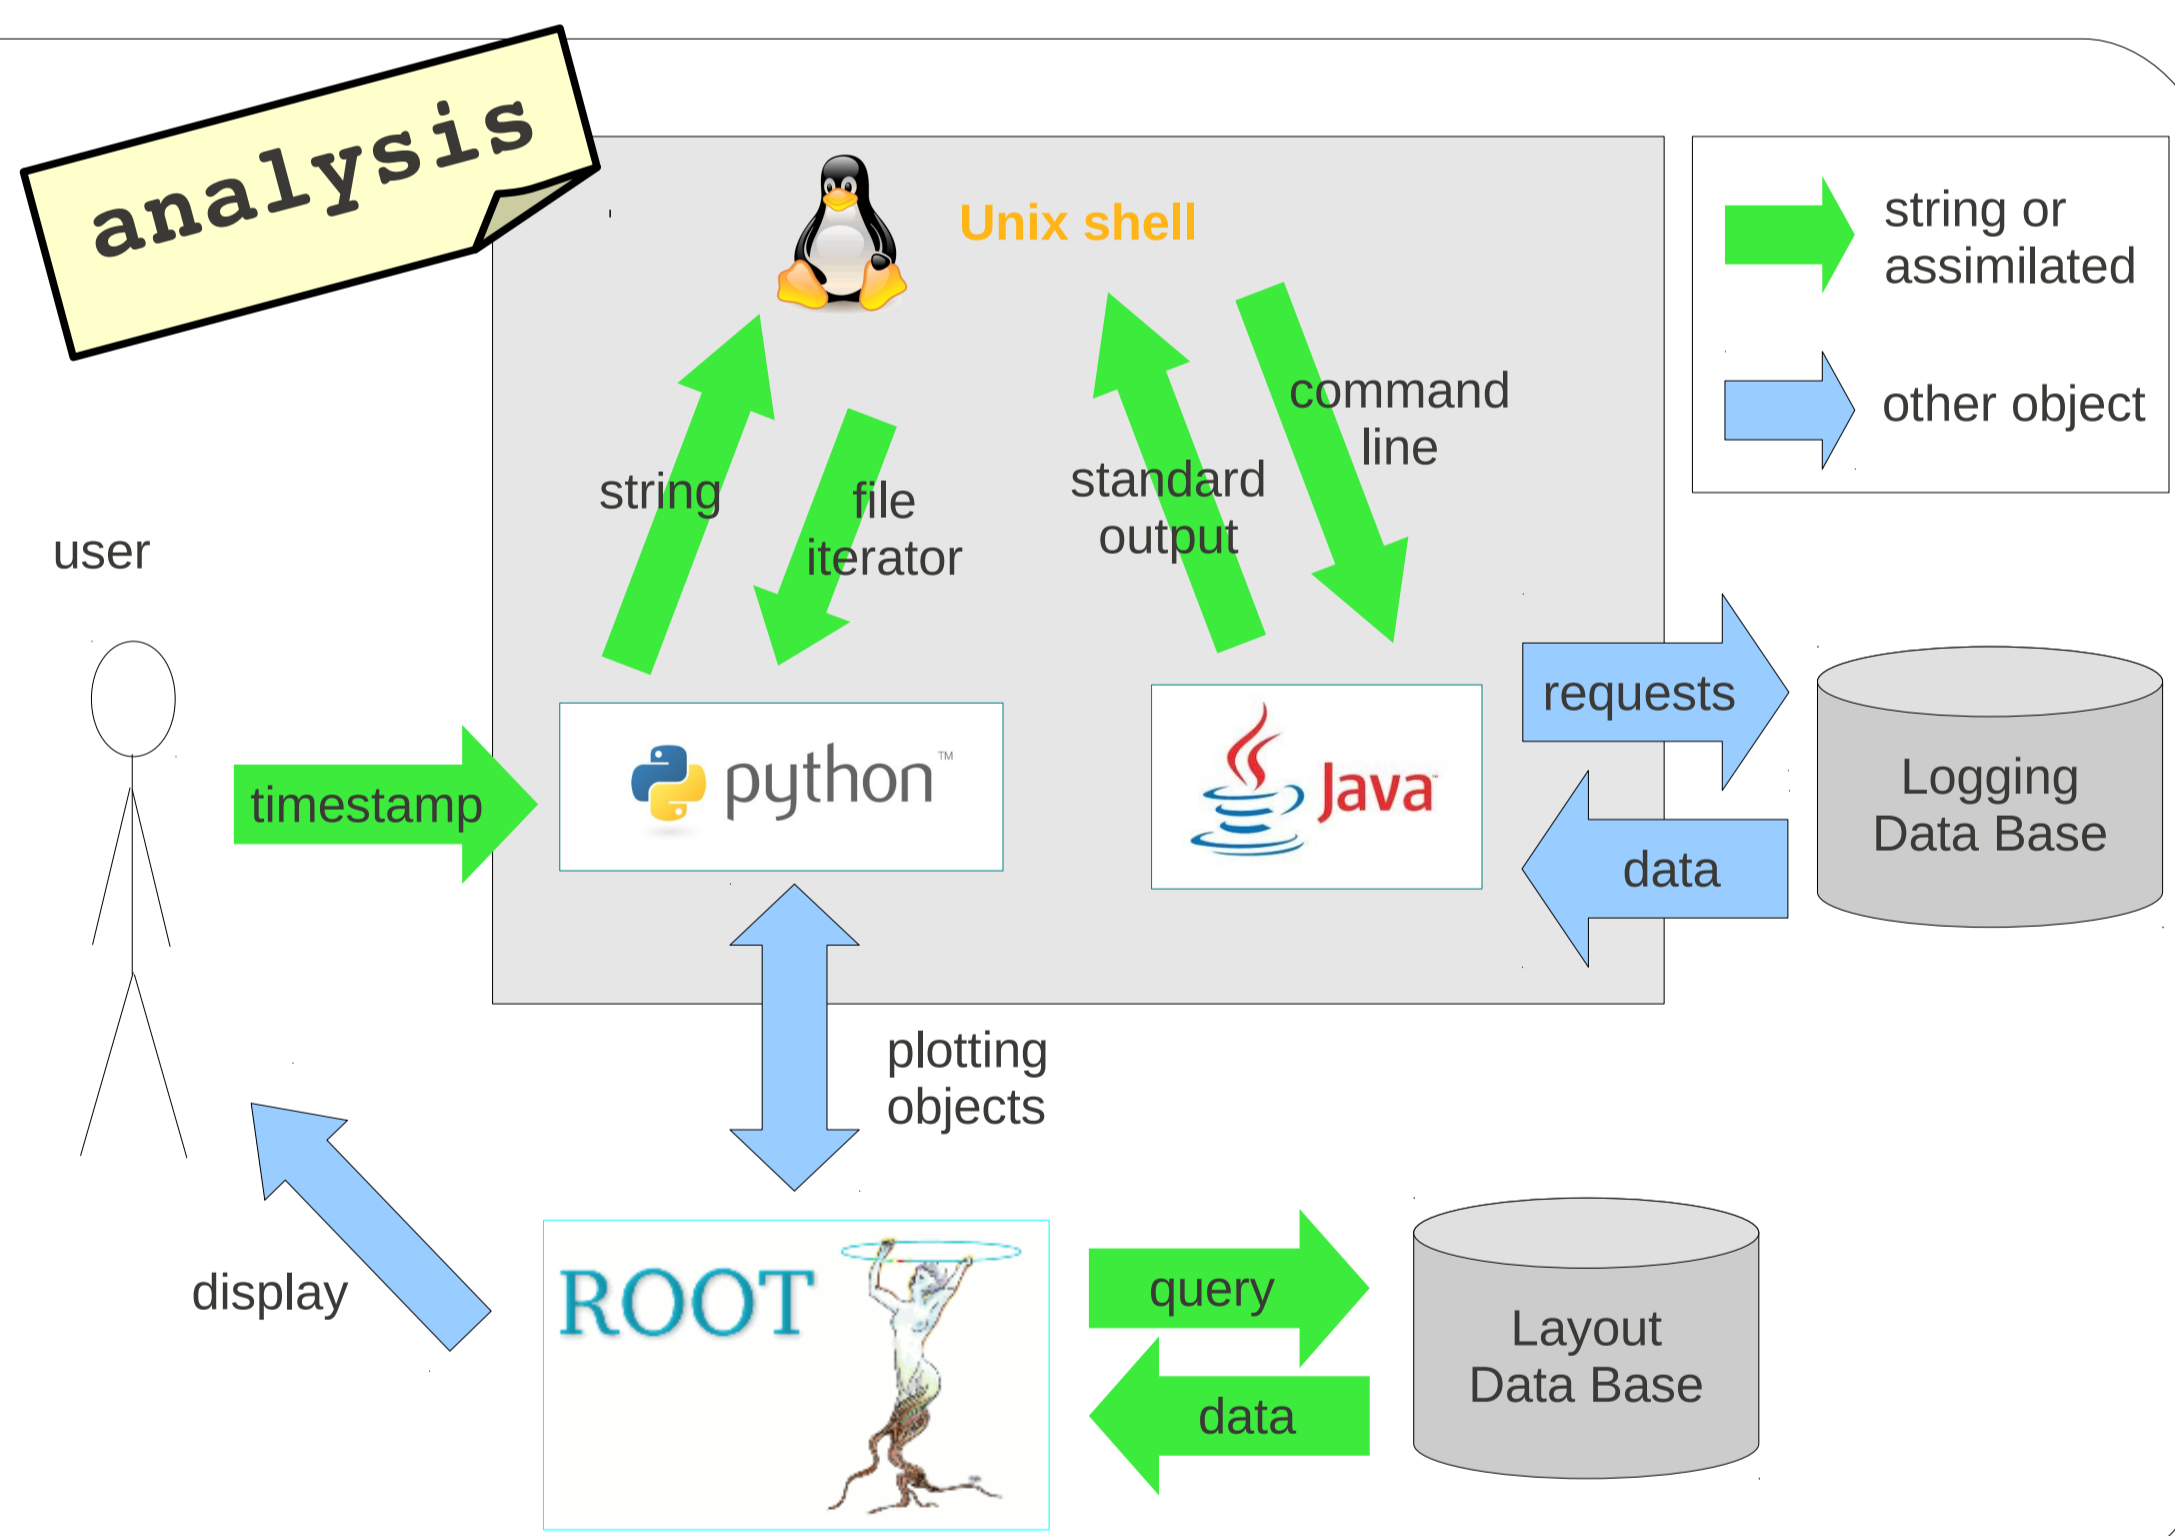 analysis
Unix shell
string or
assimilated
other object
command
line
standard
output
string
file
iterator
user
requests
timestamp
python™
Java™
Logging
Data Base
data
plotting
objects
display
ROOT
query
data
Layout
Data Base